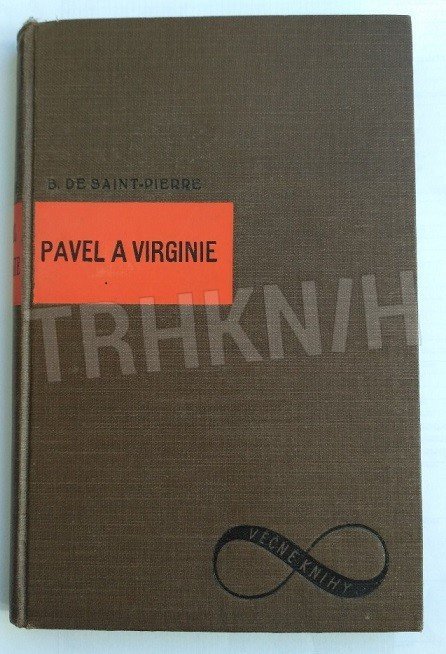 B. DE SAINT-PIERRE
PAVEL A VIRGINIE
TRHKNIH
VĚČNÉ KNIHY